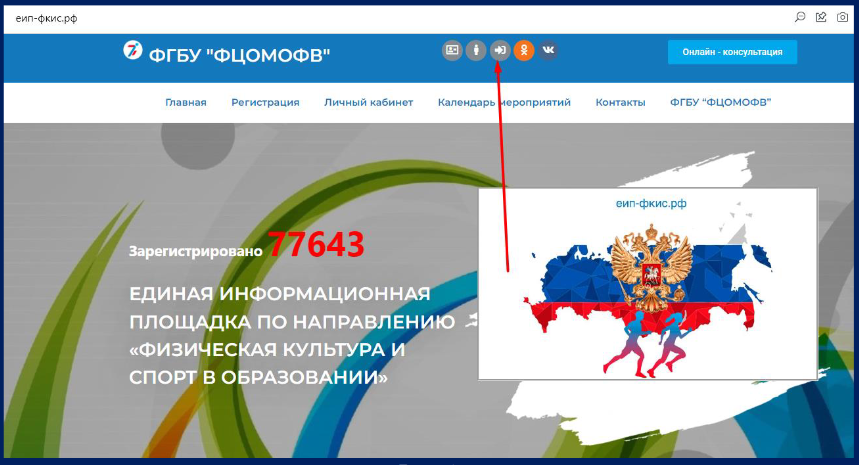 еип-фкис.рф
ФГБУ "ФЦОМОФВ"
Онлайн - консультация
Главная Регистрация Личный кабинет Календарь мероприятий Контакты ФГБУ "ФЦОМОФВ"
еип-фкис.рф
Зарегистрировано 77643
ЕДИНАЯ ИНФОРМАЦИОННАЯ
ПЛОЩАДКА ПО НАПРАВЛЕНИЮ
«ФИЗИЧЕСКАЯ КУЛЬТУРА И
СПОРТ В ОБРАЗОВАНИИ»